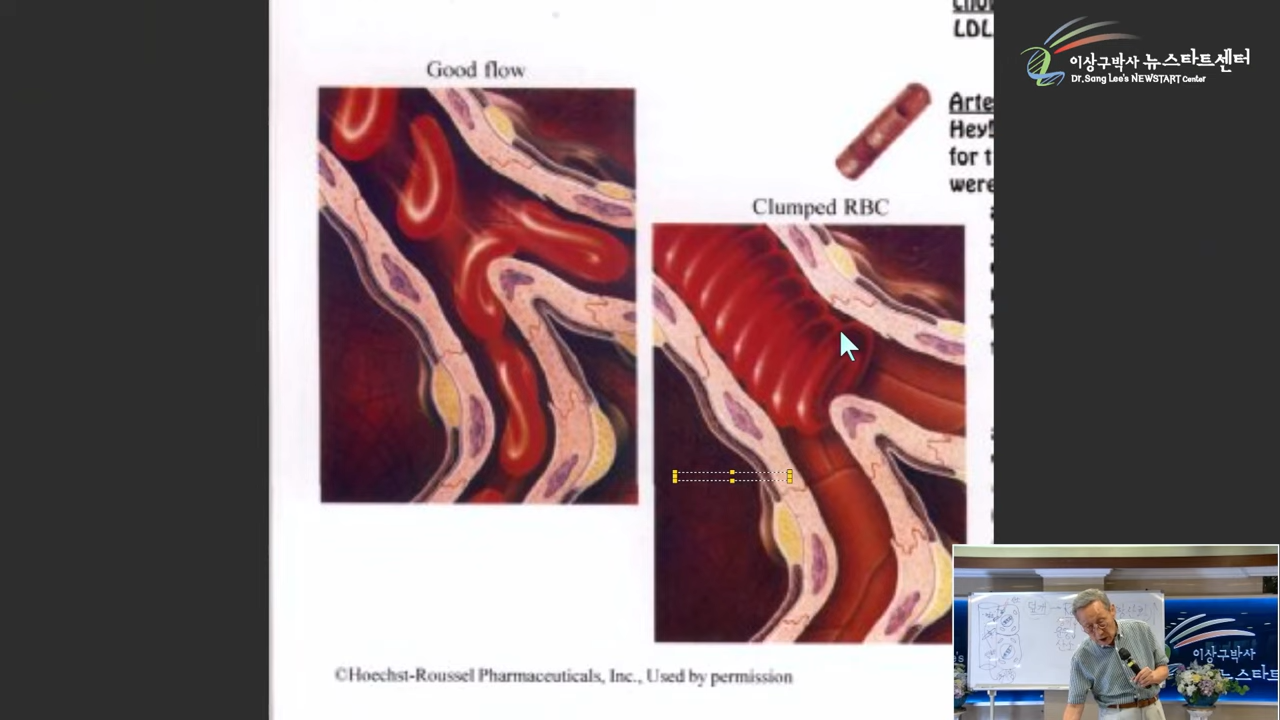 Good flow
Clumped RBC
LDL
Arte
HeyD
for t
were
©Hoechst-Roussel Pharmaceuticals, Inc., Used by permission
이상구박사 뉴스타트센터
Dr. Sang Lee's NEWSTART Center
이상구박사
뉴스타트